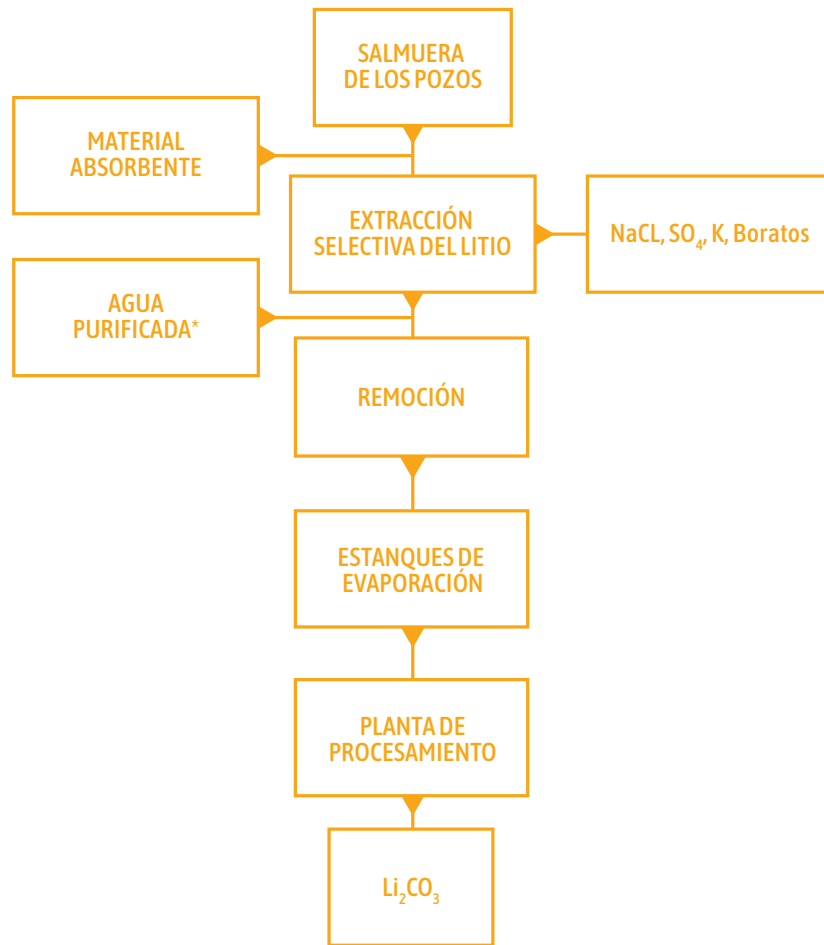 SALMUERA
DE LOS POZOS
MATERIAL
ABSORBENTE
EXTRACCIÓN
SELECTIVA DEL LITIO
NaCL, SO₄, K, Boratos
AGUA
PURIFICADA*
REMOCIÓN
ESTANQUES DE
EVAPORACIÓN
PLANTA DE
PROCESAMIENTO
Li₂CO₃